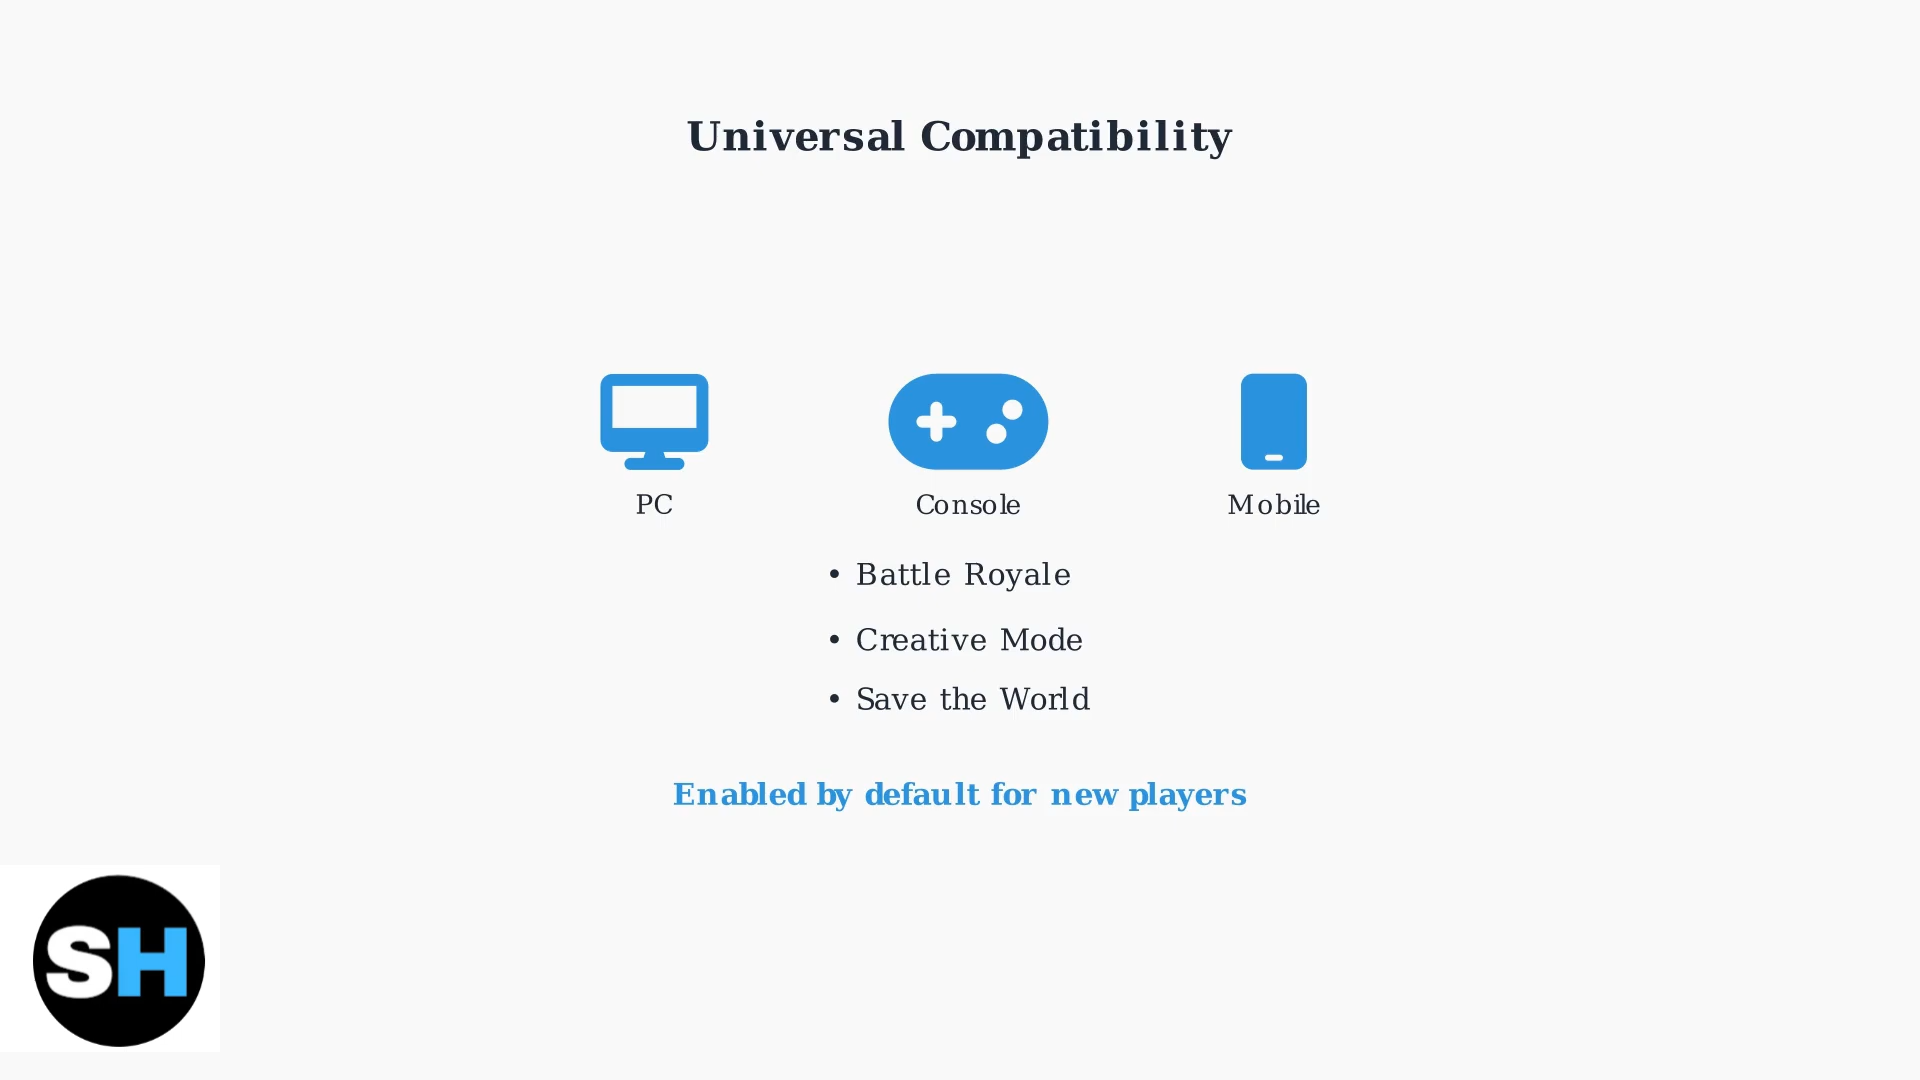 Universal Compatibility
PC
Console
Mobile
• Battle Royale
• Creative Mode
• Save the World
Enabled by default for new players
SH